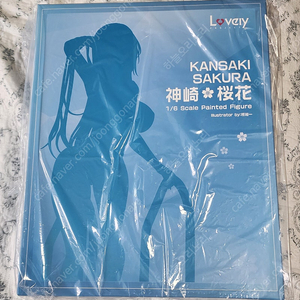 Lovely
KANSAKI
SAKURA
神崎 桜花
1/6 Scale Painted Figure